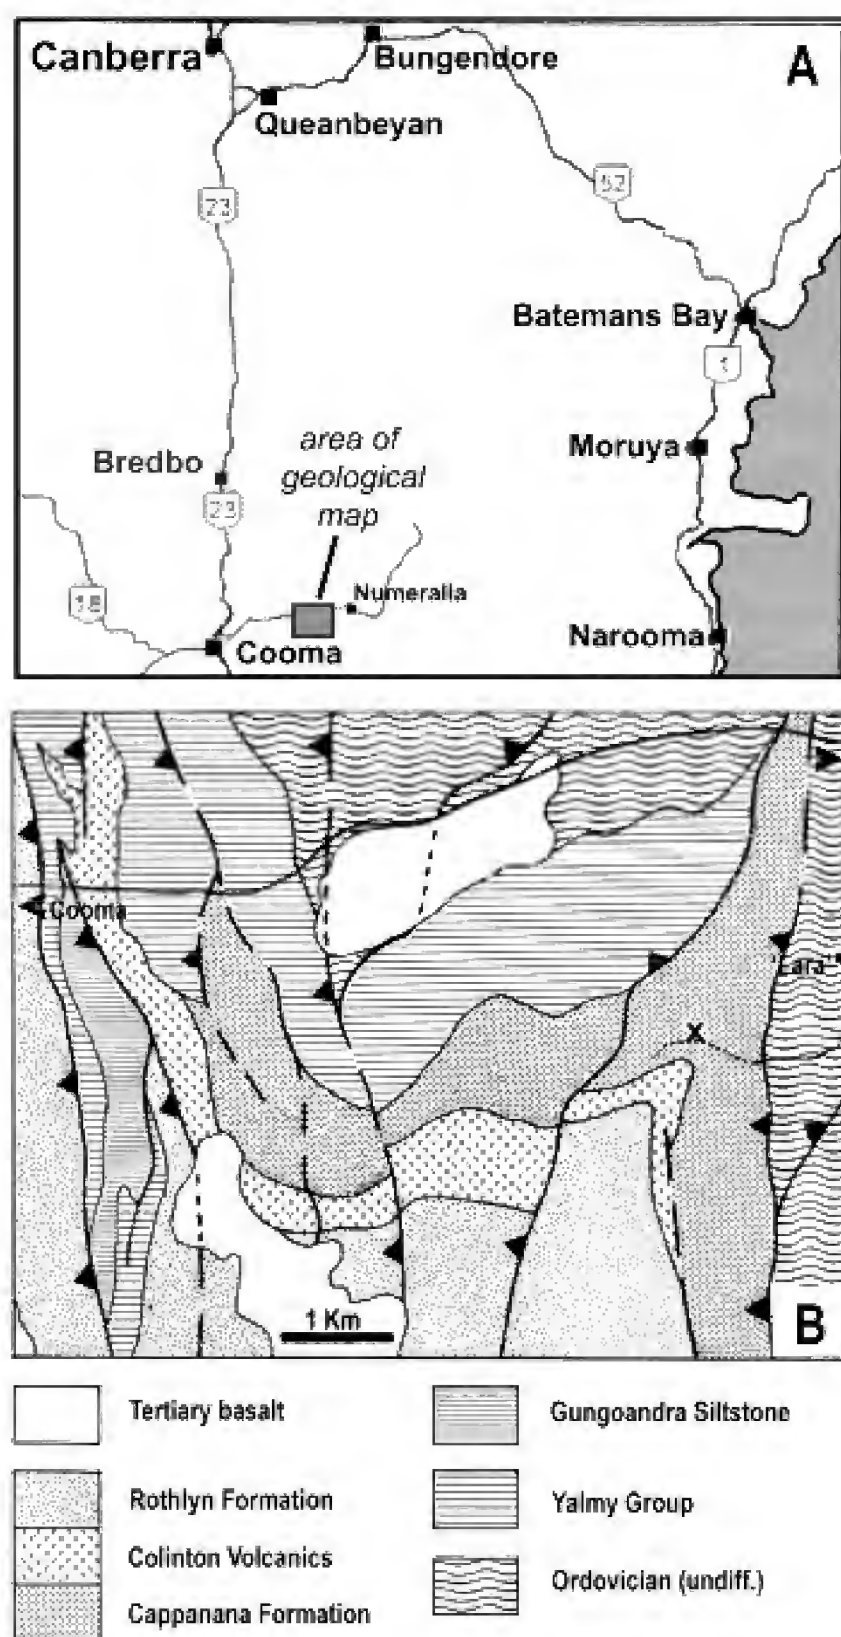 A
Canberra
Bungendore
Queanbeyan
23
52
Batemans Bay
1
Moruya
area of
geological
map
Bredbo
23
18
Numeralla
Cooma
Narooma
Cooma
X
1 Km
B
Tertiary basalt
Gungoandra Siltstone
Rothlyn Formation
Yalmy Group
Colinton Volcanics
Ordovician (undiff.)
Cappanana Formation